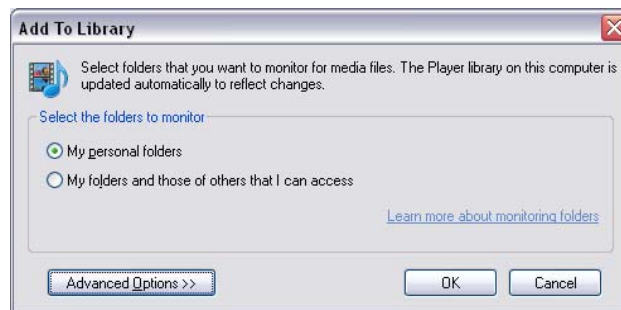 Add To Library
Select folders that you want to monitor for media files. The Player library on this computer is
updated automatically to reflect changes.
Select the folders to monitor
My personal folders
My folders and those of others that I can access
Learn more about monitoring folders
Advanced Options >>
OK
Cancel